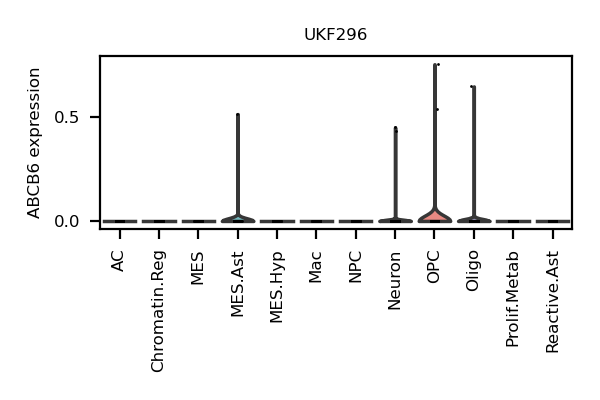 UKF296
ABCB6 expression
0.5
0.0
AC
Chromatin.Reg
MES
MES.Ast
MES.Hyp
Mac
NPC
Neuron
OPC
Oligo
Prolif.Metab
Reactive.Ast